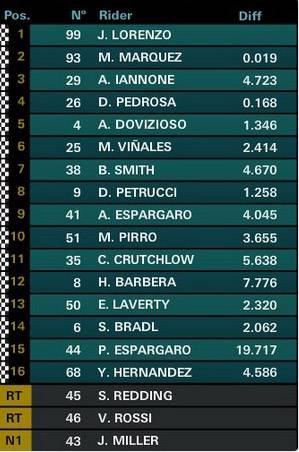 Pos. Nº Rider Diff
1 99 J. LORENZO
2 93 M. MARQUEZ 0.019
3 29 A. IANNONE 4.723
4 26 D. PEDROSA 0.168
5 4 A. DOVIZIOSO 1.346
6 25 M. VIÑALES 2.414
7 38 B. SMITH 4.670
8 9 D. PETRUCCI 1.258
9 41 A. ESPARGARO 4.045
10 51 M. PIRRO 3.655
11 35 C. CRUTCHLOW 5.638
12 8 H. BARBERA 7.776
13 50 E. LAVERTY 2.320
14 6 S. BRADL 2.062
15 44 P. ESPARGARO 19.717
16 68 Y. HERNANDEZ 4.586
RT 45 S. REDDING
RT 46 V. ROSSI
N1 43 J. MILLER